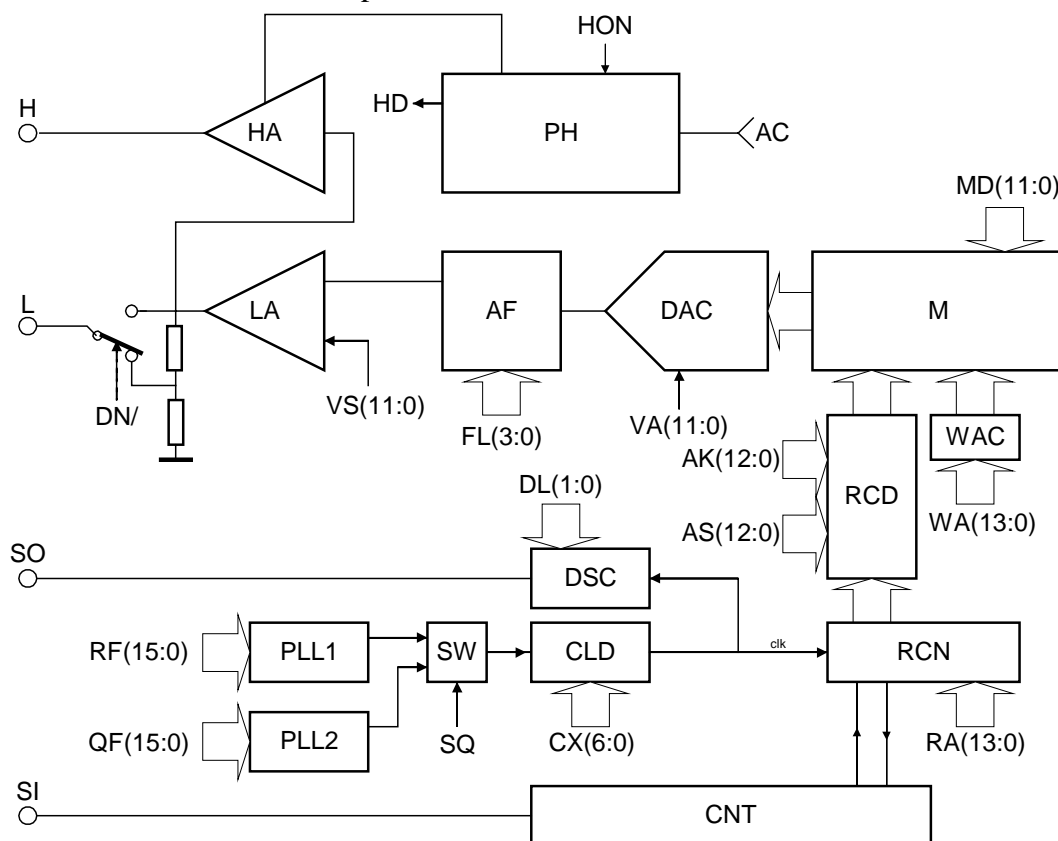 HON
H
HD
HA
PH
AC
MD(11:0)
L
LA
AF
DAC
M
DN/
VS(11:0)
FL(3:0)
VA(11:0)
WAC
AK(12:0)
RCD
DL(1:0)
WA(13:0)
AS(12:0)
SO
DSC
RF(15:0)
PLL1
SW
CLD
clk
RCN
QF(15:0)
PLL2
SQ
CX(6:0)
RA(13:0)
SI
CNT